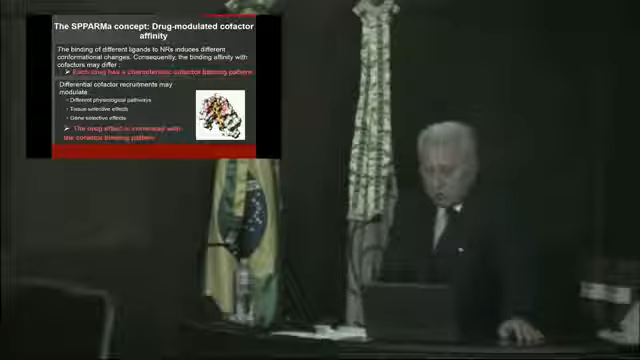 The SPPARMa concept: Drug-modulated cofactor
affinity
The binding of different ligands to NRs induces different
conformational changes. Consequently, the binding affinity with
cofactors may differ :
➢ Each drug has a characteristic cofactor binding pattern
Differential cofactor recruitments may
modulate
• Different physiological pathways
• Tissue selective effects
• Gene selective effects
➢ The drug effect is correlated with
the cofactor binding pattern